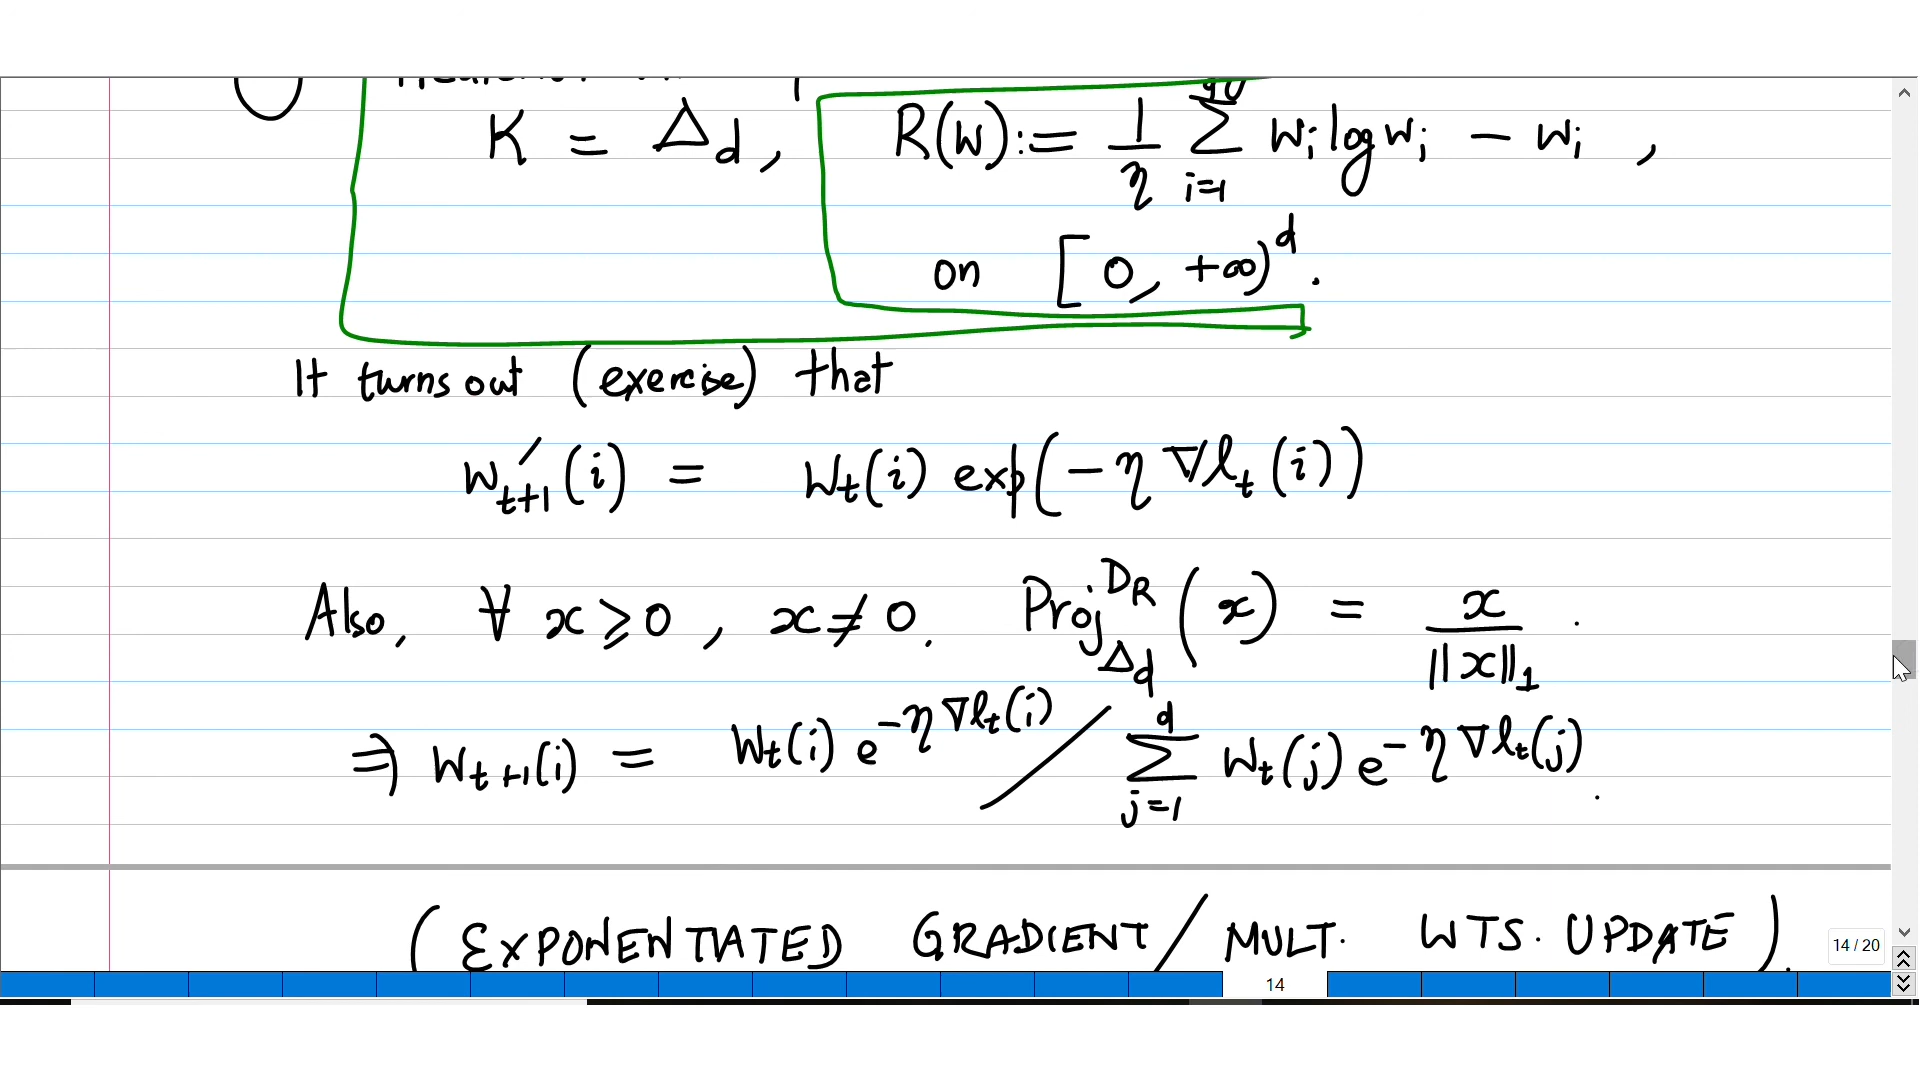 K = Δ_d , R(w) := 1/η Σ_{i=1} w_i log w_i - w_i ,
on [0, +∞)^d .
It turns out (exercise) that
w'_{t+1}(i) = w_t(i) exp(-η ∇l_t(i))
Also, ∀ x ⩾ 0 , x ≠ 0. Proj^{D_R}_{Δ_d} (x) = x / ||x||_1 .
⇒ w_{t+1}(i) = w_t(i) e^{-η ∇l_t(i)} / Σ_{j=1}^{d} w_t(j) e^{-η ∇l_t(j)} .
(EXPONENTIATED GRADIENT / MULT. WTS. UPDATE).
14 / 20
14